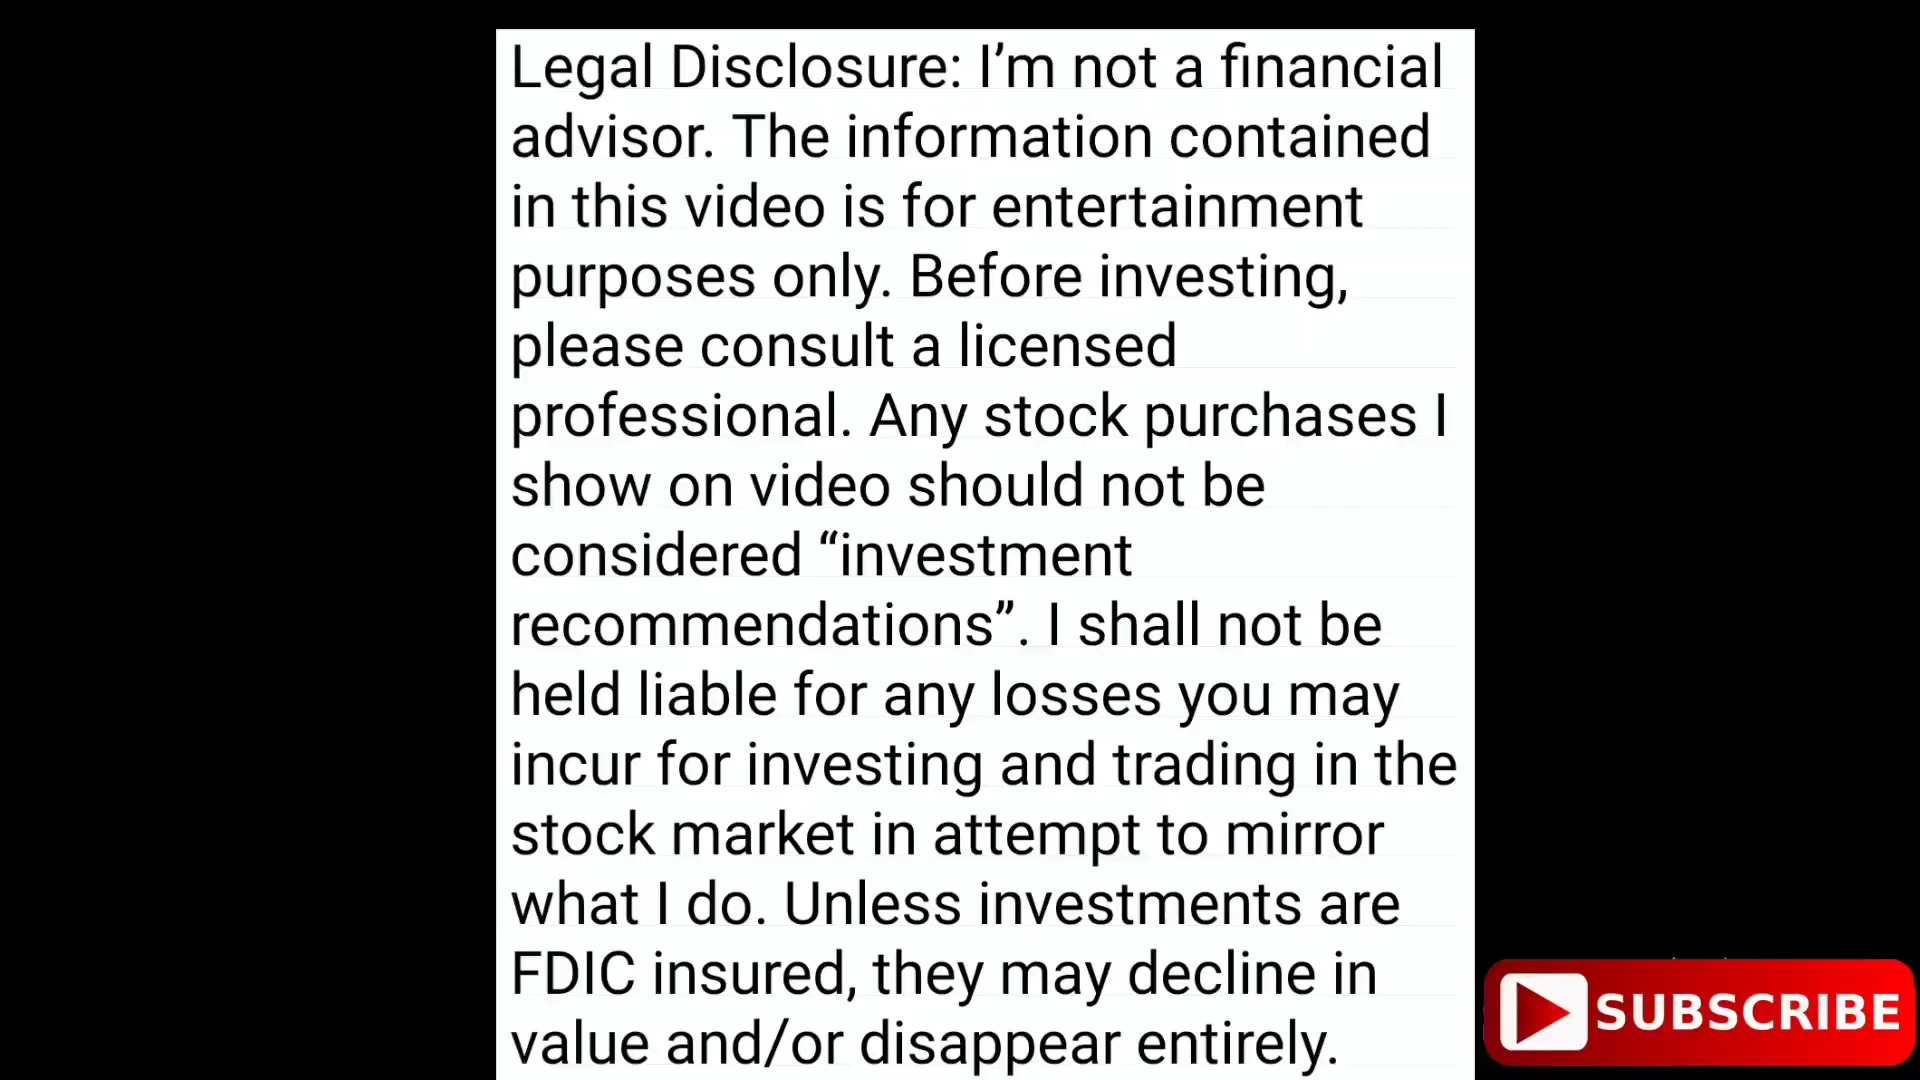 Legal Disclosure: I’m not a financial
advisor. The information contained
in this video is for entertainment
purposes only. Before investing,
please consult a licensed
professional. Any stock purchases I
show on video should not be
considered “investment
recommendations”. I shall not be
held liable for any losses you may
incur for investing and trading in the
stock market in attempt to mirror
what I do. Unless investments are
FDIC insured, they may decline in
value and/or disappear entirely.
SUBSCRIBE